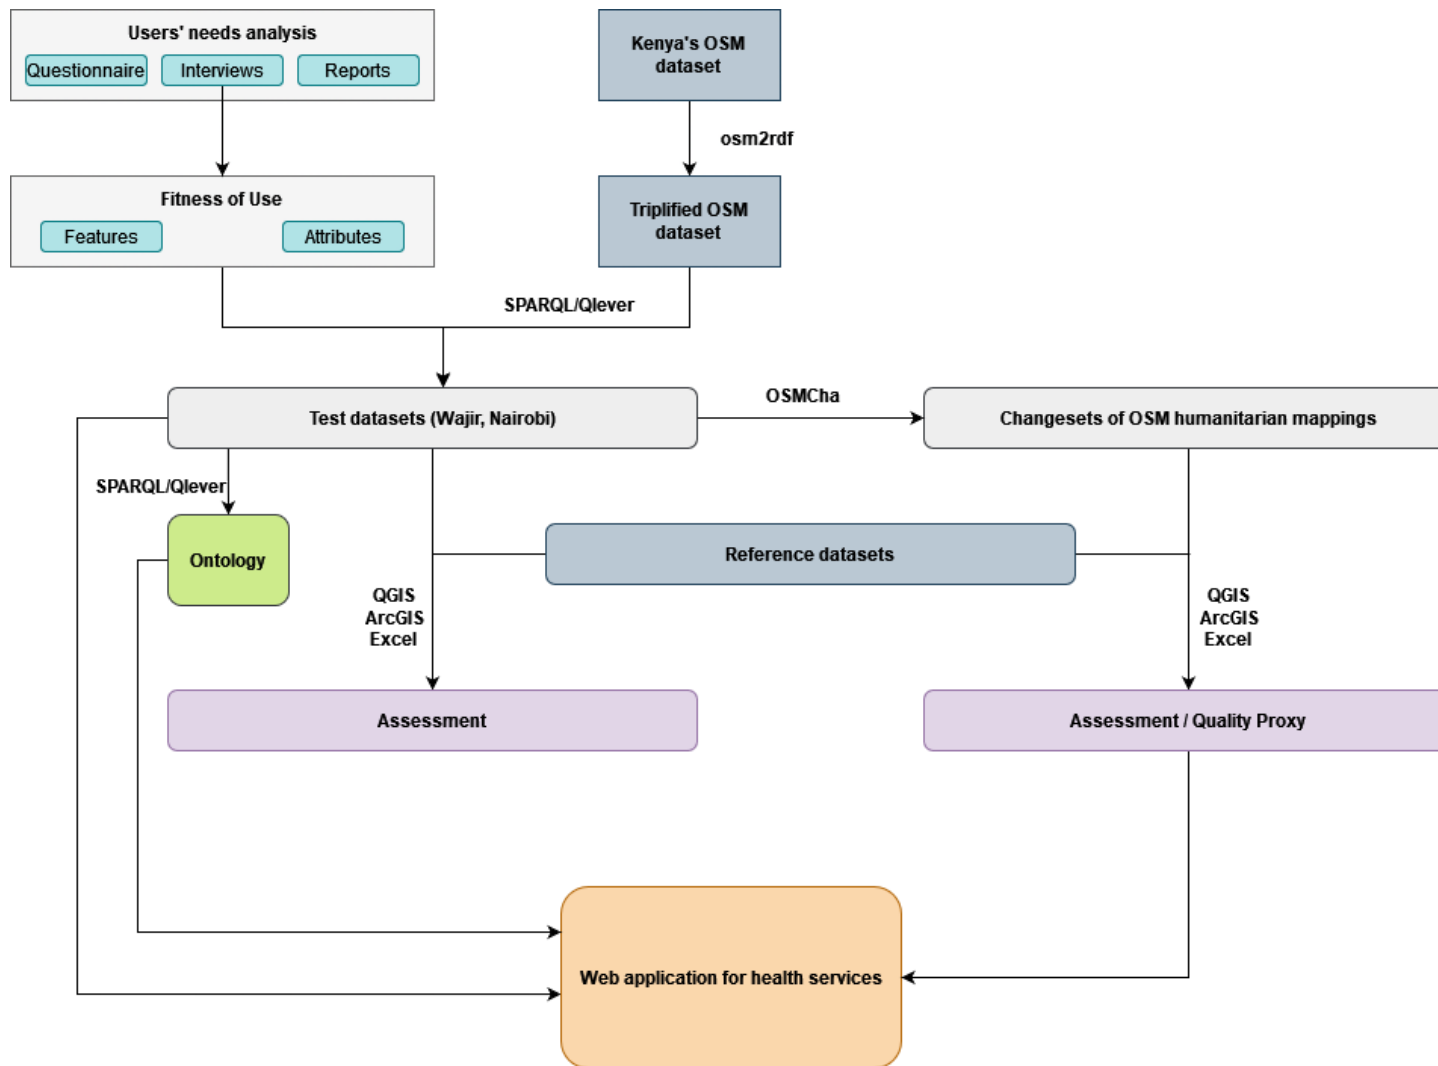 Users' needs analysis
Questionnaire
Interviews
Reports
Kenya's OSM
dataset
osm2rdf
Fitness of Use
Features
Attributes
Triplified OSM
dataset
SPARQL/Qlever
Test datasets (Wajir, Nairobi)
OSMCha
Changesets of OSM humanitarian mappings
SPARQL/Qlever
Ontology
Reference datasets
QGIS
ArcGIS
Excel
QGIS
ArcGIS
Excel
Assessment
Assessment / Quality Proxy
Web application for health services